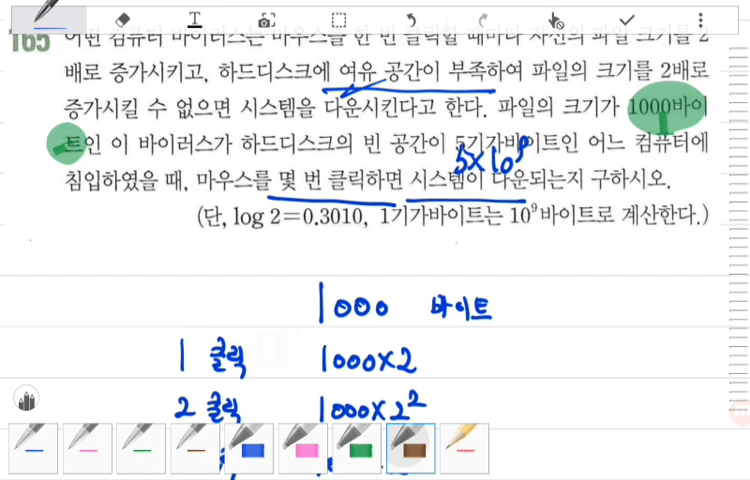 165 어떤 컴퓨터 바이러스는 마우스를 한 번 클릭할 때마다 자신의 파일 크기를 2
배로 증가시키고, 하드디스크에 여유 공간이 부족하여 파일의 크기를 2배로
증가시킬 수 없으면 시스템을 다운시킨다고 한다. 파일의 크기가 1000바이
트인 이 바이러스가 하드디스크의 빈 공간이 5기가바이트인 어느 컴퓨터에
5×10⁹
침입하였을 때, 마우스를 몇 번 클릭하면 시스템이 다운되는지 구하시오.
(단, log 2=0.3010, 1기가바이트는 10⁹바이트로 계산한다.)
1000 바이트
1 클릭 1000×2
2 클릭 1000×2²